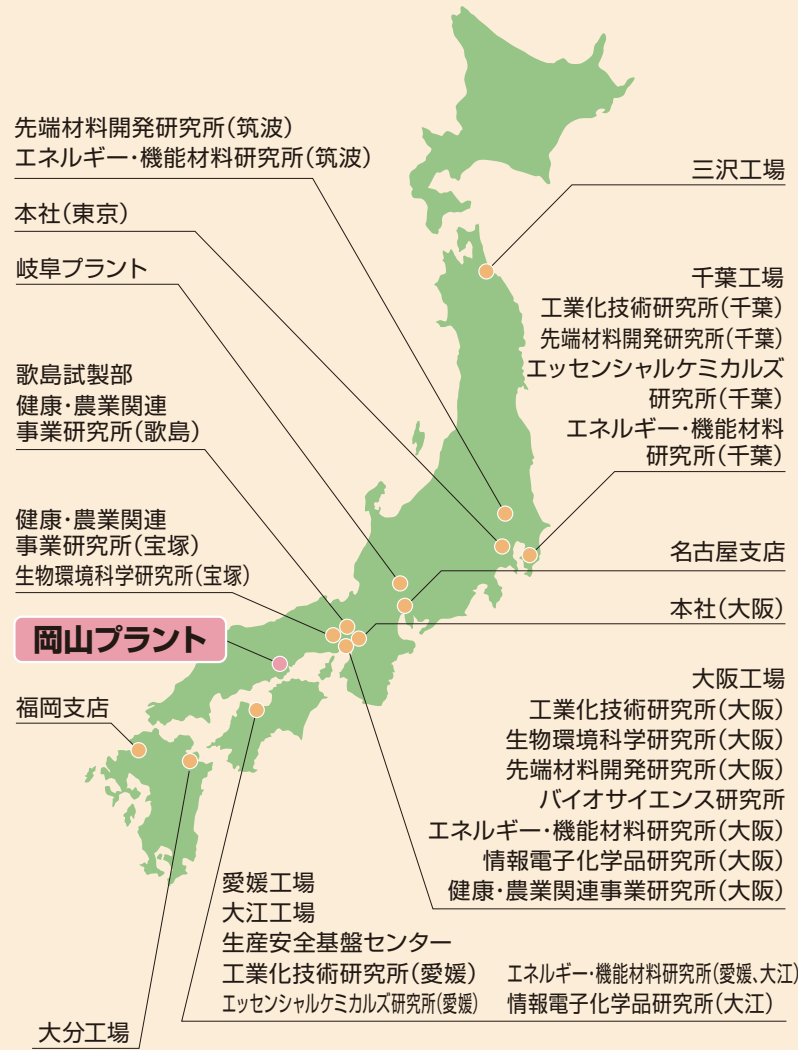 先端材料開発研究所(筑波)
エネルギー・機能材料研究所(筑波)
本社(東京)
岐阜プラント
歌島試製部
健康・農業関連
事業研究所(歌島)
健康・農業関連
事業研究所(宝塚)
生物環境科学研究所(宝塚)
岡山プラント
福岡支店
三沢工場
千葉工場
工業化技術研究所(千葉)
先端材料開発研究所(千葉)
エッセンシャルケミカルズ
研究所(千葉)
エネルギー・機能材料
研究所(千葉)
名古屋支店
本社(大阪)
大阪工場
工業化技術研究所(大阪)
生物環境科学研究所(大阪)
先端材料開発研究所(大阪)
バイオサイエンス研究所
エネルギー・機能材料研究所(大阪)
情報電子化学品研究所(大阪)
健康・農業関連事業研究所(大阪)
愛媛工場
大江工場
生産安全基盤センター
工業化技術研究所(愛媛)
エッセンシャルケミカルズ研究所(愛媛)
エネルギー・機能材料研究所(愛媛、大江)
情報電子化学品研究所(大江)
大分工場